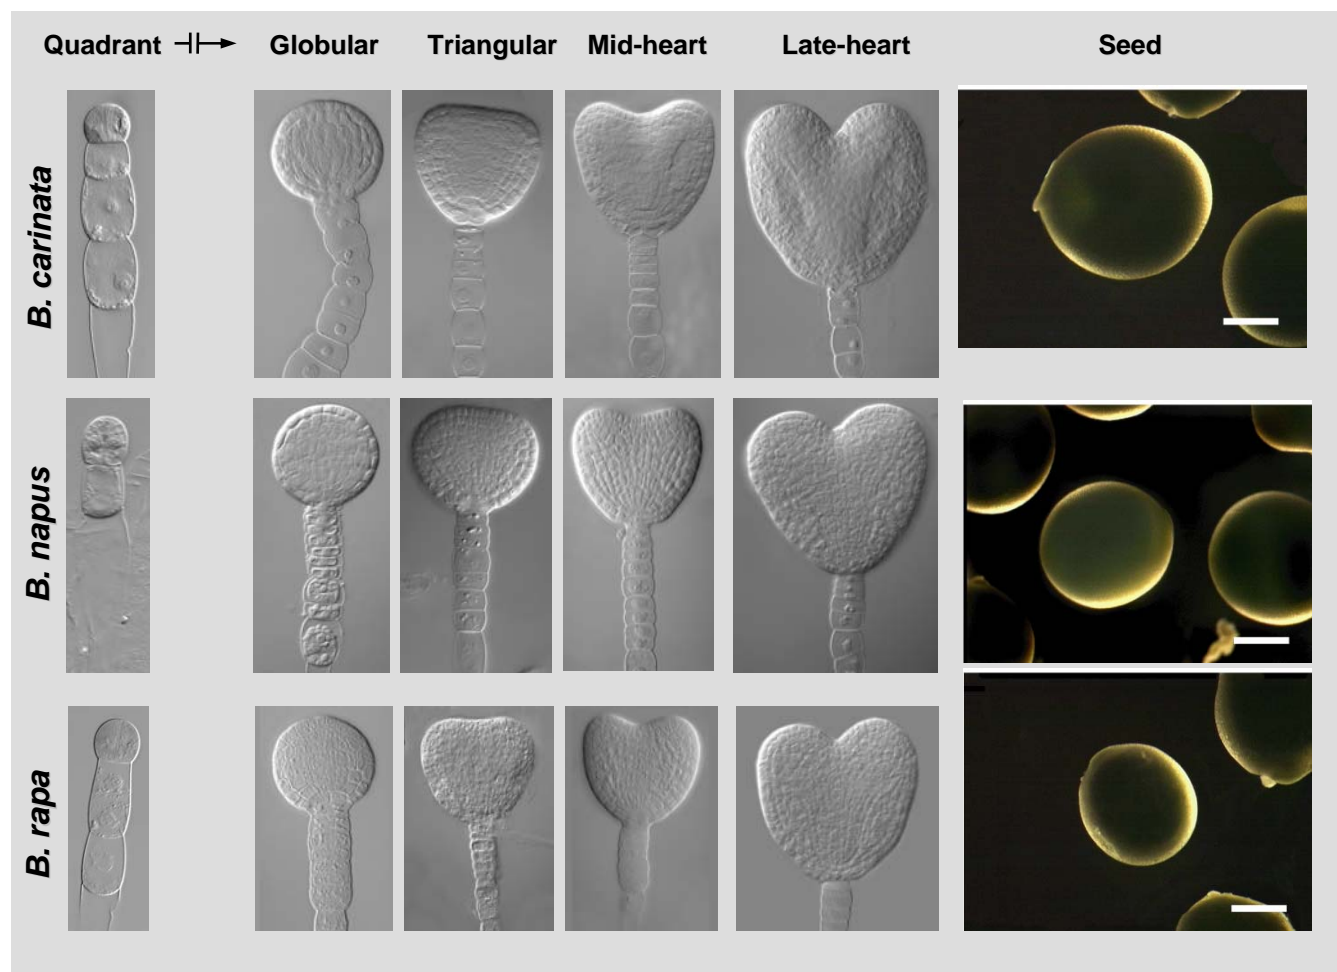 Quadrant Globular Triangular Mid-heart Late-heart Seed
B. carinata
B. napus
B. rapa